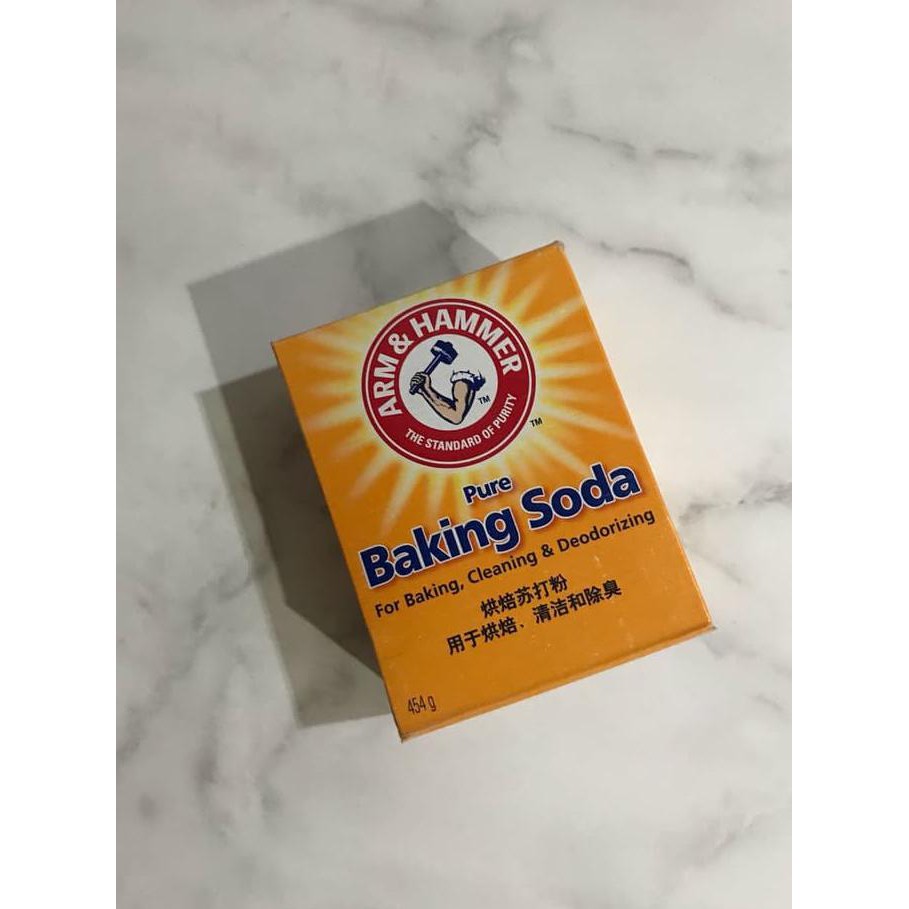 ARM & HAMMER
TM
THE STANDARD OF PURITY
TM
Pure
Baking Soda
For Baking, Cleaning & Deodorizing
烘焙苏打粉
用于烘焙、清洁和除臭
454 g